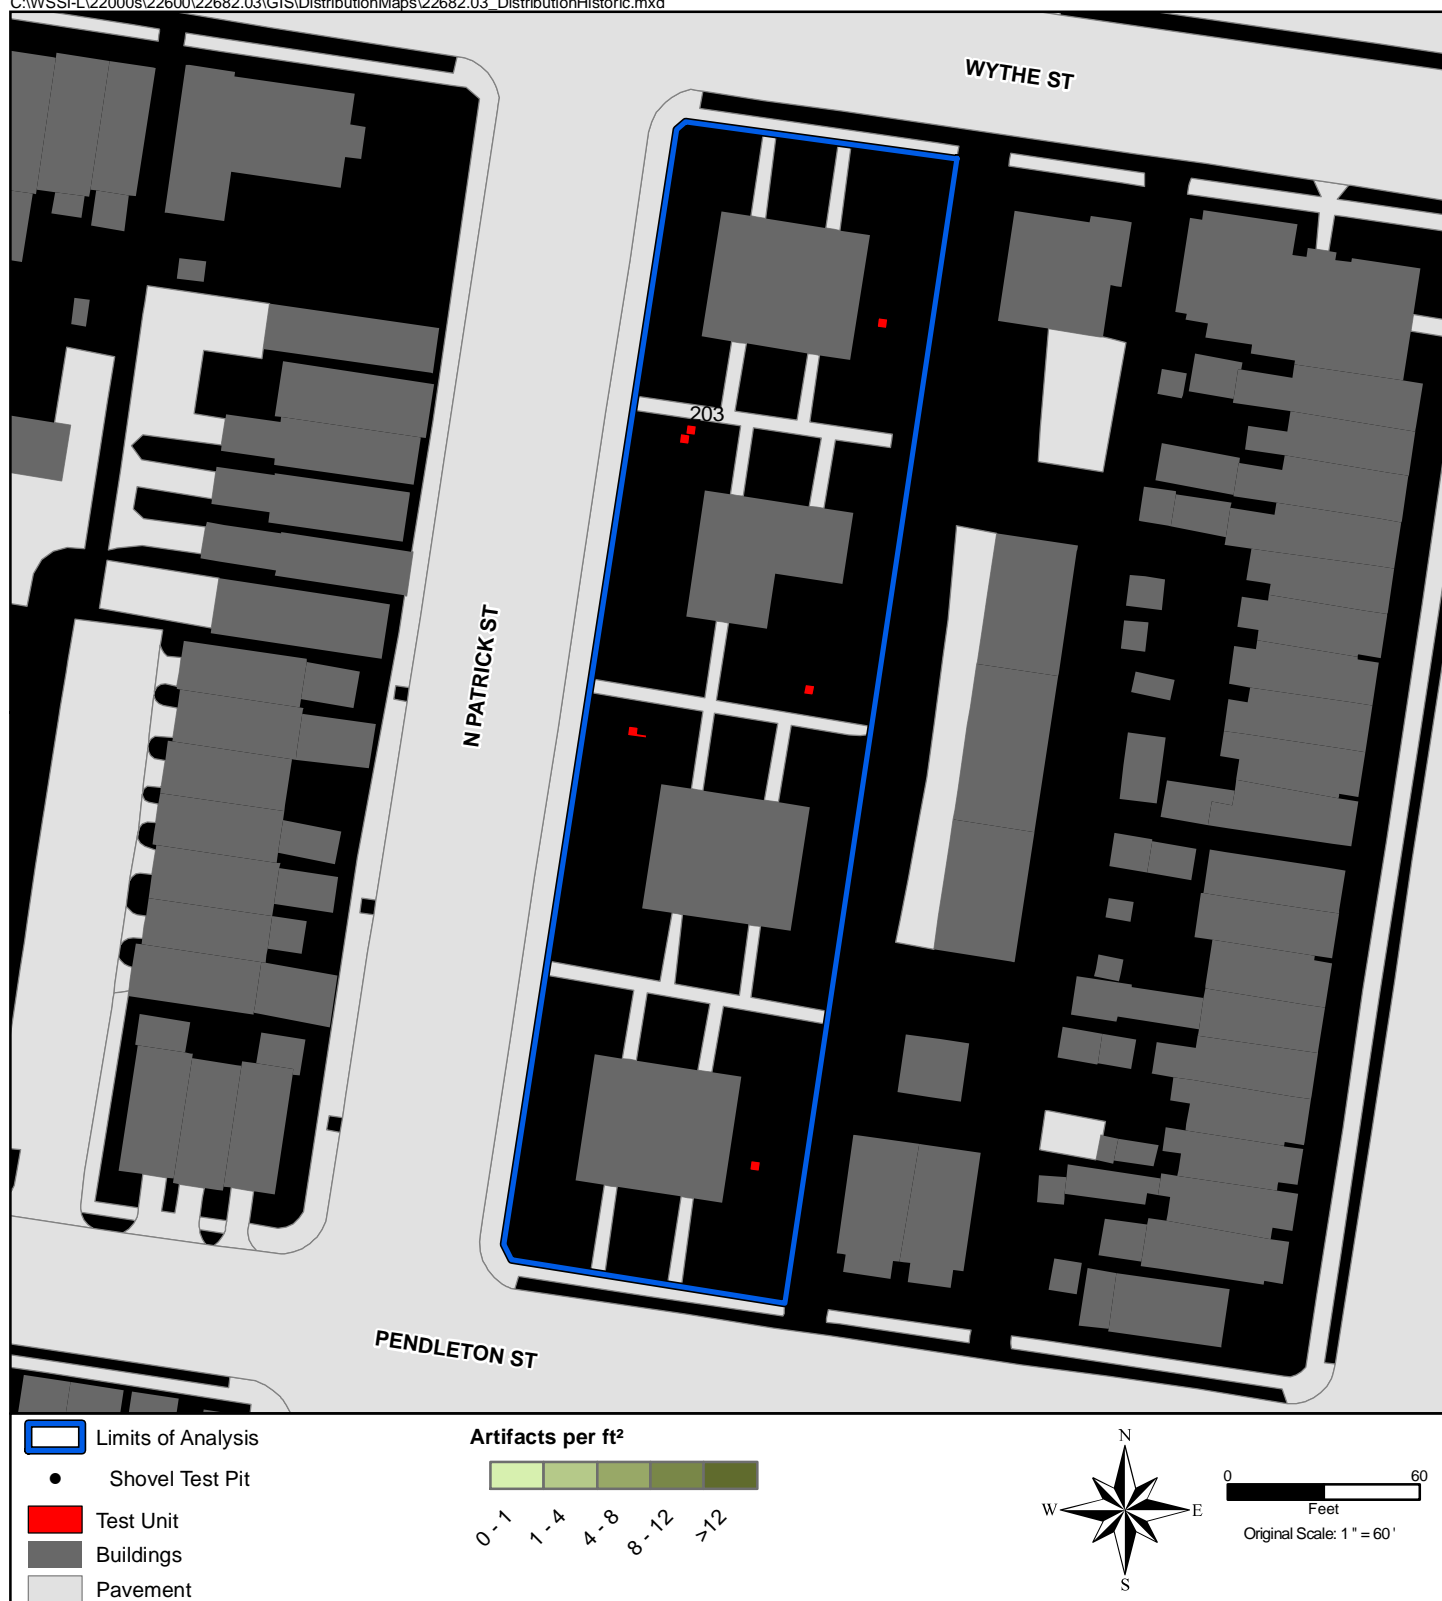 C:\WSSI-L\22000s\22600\22682.03\GIS\DistributionMaps\22682.03_DistributionHistoric.mxd
WYTHE ST
203
N PATRICK ST
PENDLETON ST
Limits of Analysis
Shovel Test Pit
Test Unit
Buildings
Pavement
Artifacts per ft²
0 - 1
1 - 4
4 - 8
8 - 12
>12
N
W
E
S
0
60
Feet
Original Scale: 1 " = 60 '